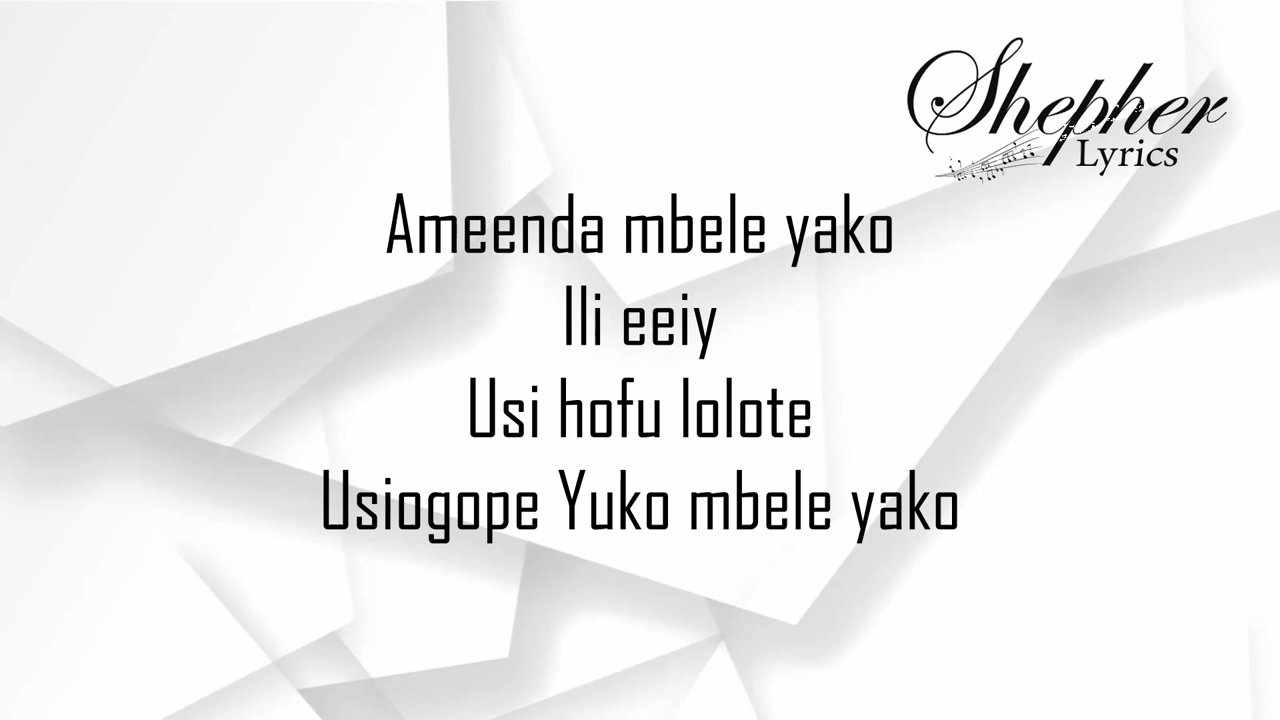 Shepher
Lyrics
Ameenda mbele yako
Ili eeiy
Usi hofu lolote
Usiogope Yuko mbele yako